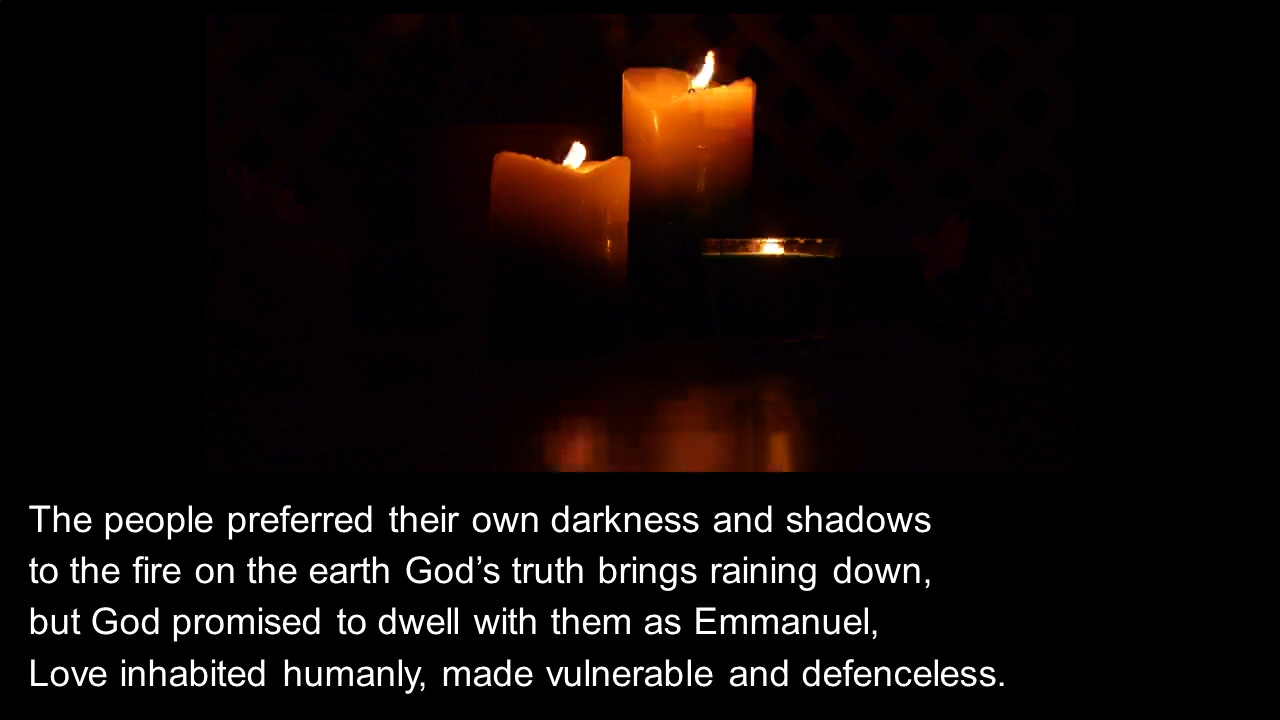 The people preferred their own darkness and shadows
to the fire on the earth God’s truth brings raining down,
but God promised to dwell with them as Emmanuel,
Love inhabited humanly, made vulnerable and defenceless.